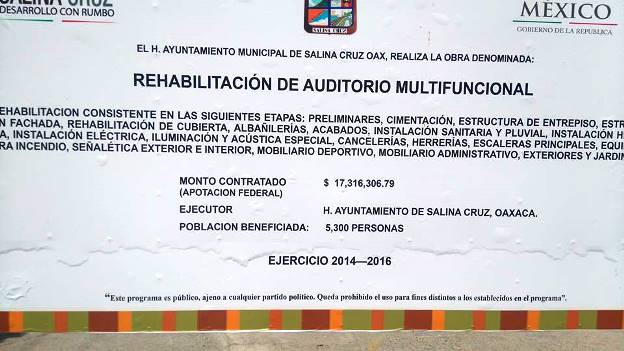 SALINA CRUZ
DESARROLLO CON RUMBO
SALINA CRUZ
MÉXICO
GOBIERNO DE LA REPUBLICA
EL H. AYUNTAMIENTO MUNICIPAL DE SALINA CRUZ OAX, REALIZA LA OBRA DENOMINADA:
REHABILITACIÓN DE AUDITORIO MULTIFUNCIONAL
REHABILITACION CONSISTENTE EN LAS SIGUIENTES ETAPAS: PRELIMINARES, CIMENTACIÓN, ESTRUCTURA DE ENTREPISO,
N FACHADA, REHABILITACIÓN DE CUBIERTA, ALBAÑILERÍAS, ACABADOS, INSTALACIÓN SANITARIA Y PLUVIAL, INSTALACIÓN
A, INSTALACIÓN ELÉCTRICA, ILUMINACIÓN Y ACÚSTICA ESPECIAL, CANCELERÍAS, HERRERÍAS, ESCALERAS PRINCIPALES,
RA INCENDIO, SEÑALÉTICA EXTERIOR E INTERIOR, MOBILIARIO DEPORTIVO, MOBILIARIO ADMINISTRATIVO, EXTERIORES Y
MONTO CONTRATADO $ 17,316,306.79
(APOTACION FEDERAL)
EJECUTOR H. AYUNTAMIENTO DE SALINA CRUZ, OAXACA.
POBLACION BENEFICIADA: 5,300 PERSONAS
EJERCICIO 2014—2016
“Este programa es público, ajeno a cualquier partido político. Queda prohibido el uso para fines distintos a los establecidos en el programa”.